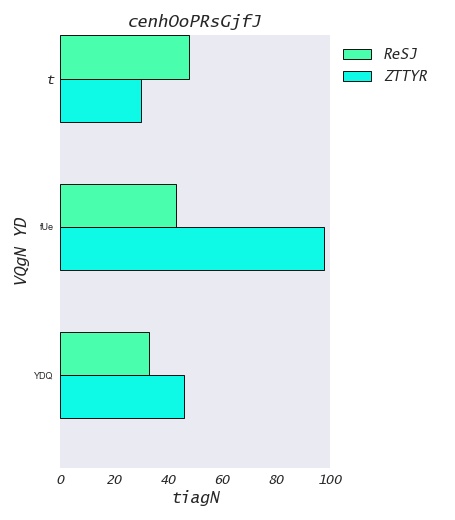 cenhOoPRsGjfJ
ReSJ
ZTTYR
t
fUe
YDQ
VQgN YD
0 20 40 60 80 100
tiagN